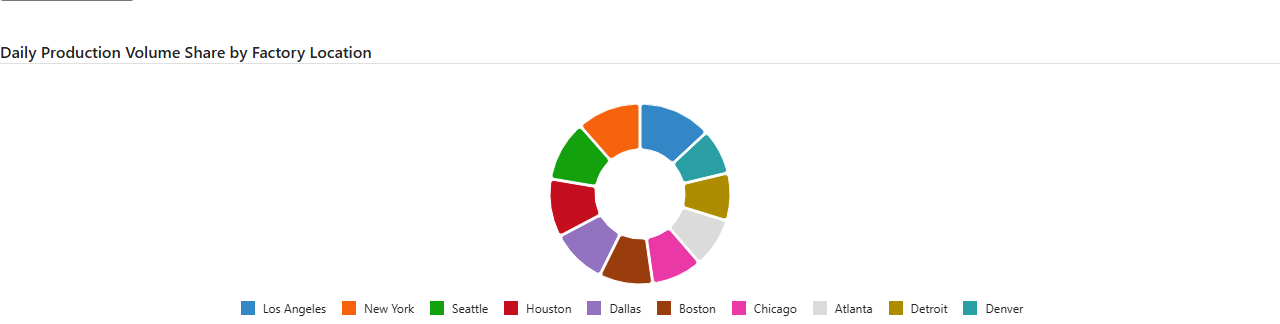 Daily Production Volume Share by Factory Location
Los Angeles New York Seattle Houston Dallas Boston Chicago Atlanta Detroit Denver